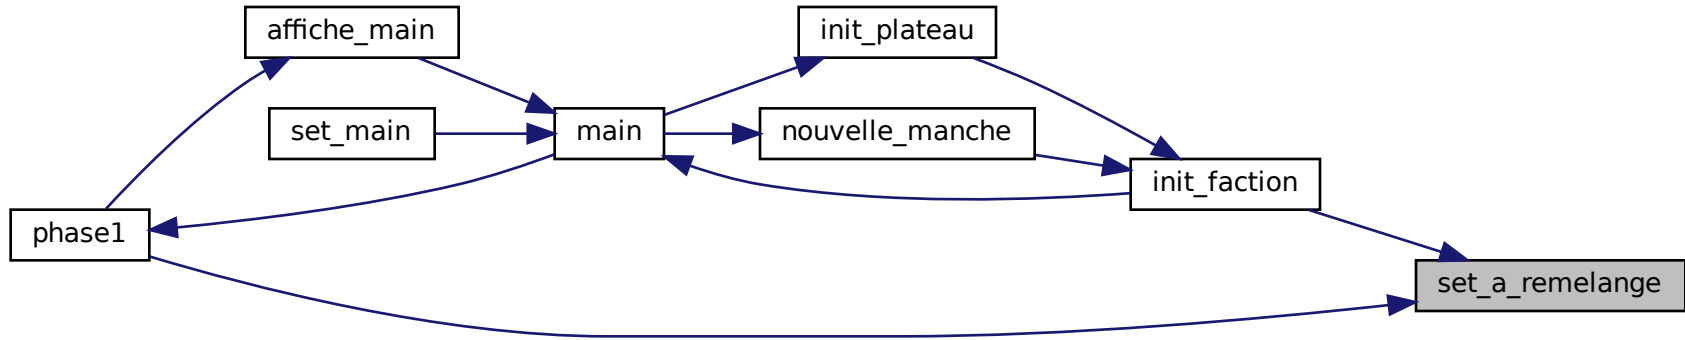 affiche_main
init_plateau
set_main
main
nouvelle_manche
init_faction
phase1
set_a_remelange